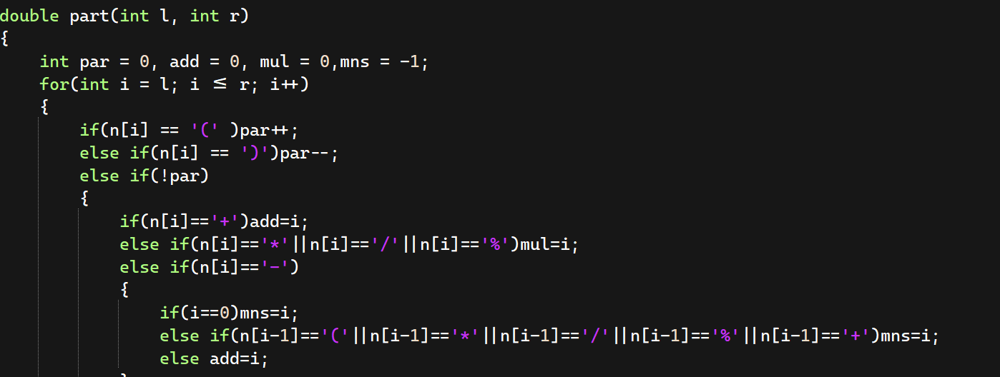 double part(int l, int r)
{
    int par = 0, add = 0, mul = 0,mns = -1;
    for(int i = l; i ≤ r; i++)
    {
        if(n[i] == '(' )par++;
        else if(n[i] == ')')par--;
        else if(!par)
        {
            if(n[i]=='+')add=i;
            else if(n[i]=='*'||n[i]=='/'||n[i]=='%')mul=i;
            else if(n[i]=='-')
            {
                if(i==0)mns=i;
                else if(n[i-1]=='('||n[i-1]=='*'||n[i-1]=='/'||n[i-1]=='%'||n[i-1]=='+')mns=i;
                else add=i;
            }